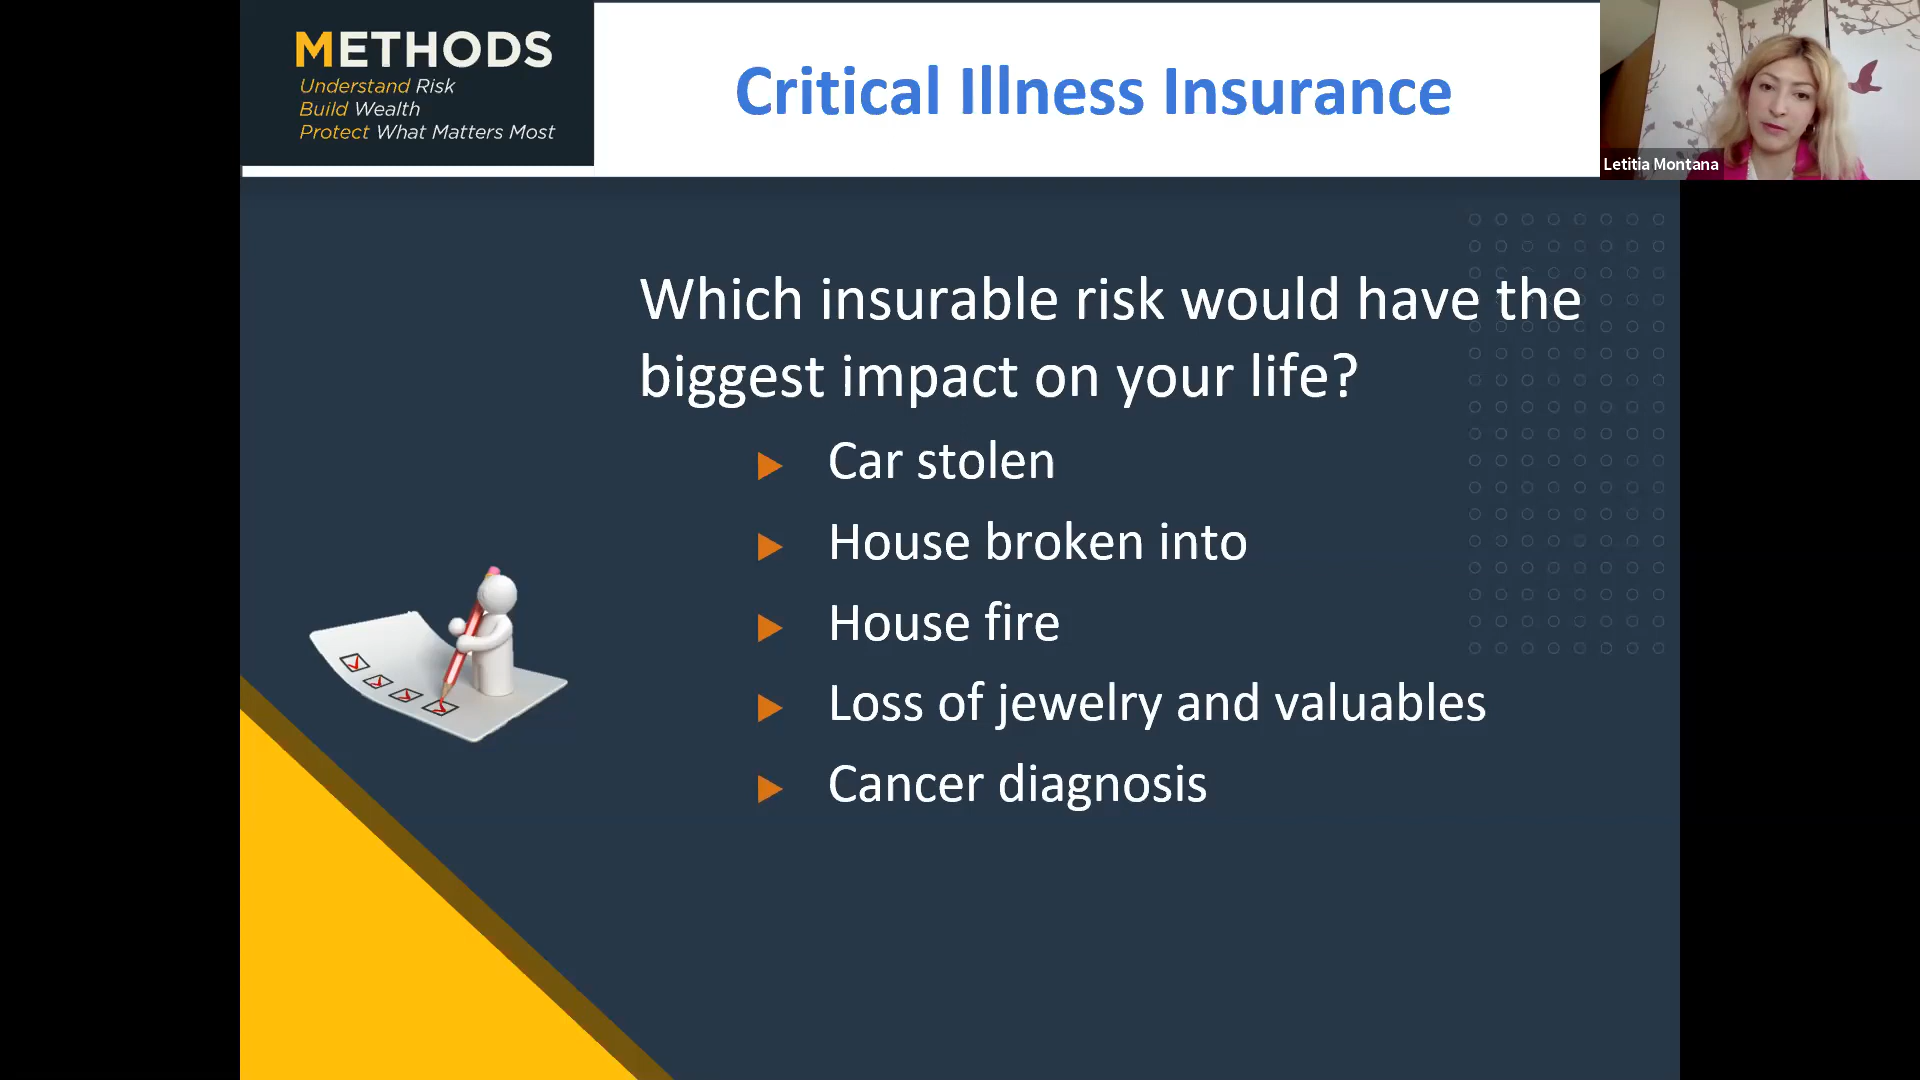 METHODS
Understand Risk
Build Wealth
Protect What Matters Most
Critical Illness Insurance
Letitia Montana
Which insurable risk would have the
biggest impact on your life?
Car stolen
House broken into
House fire
Loss of jewelry and valuables
Cancer diagnosis